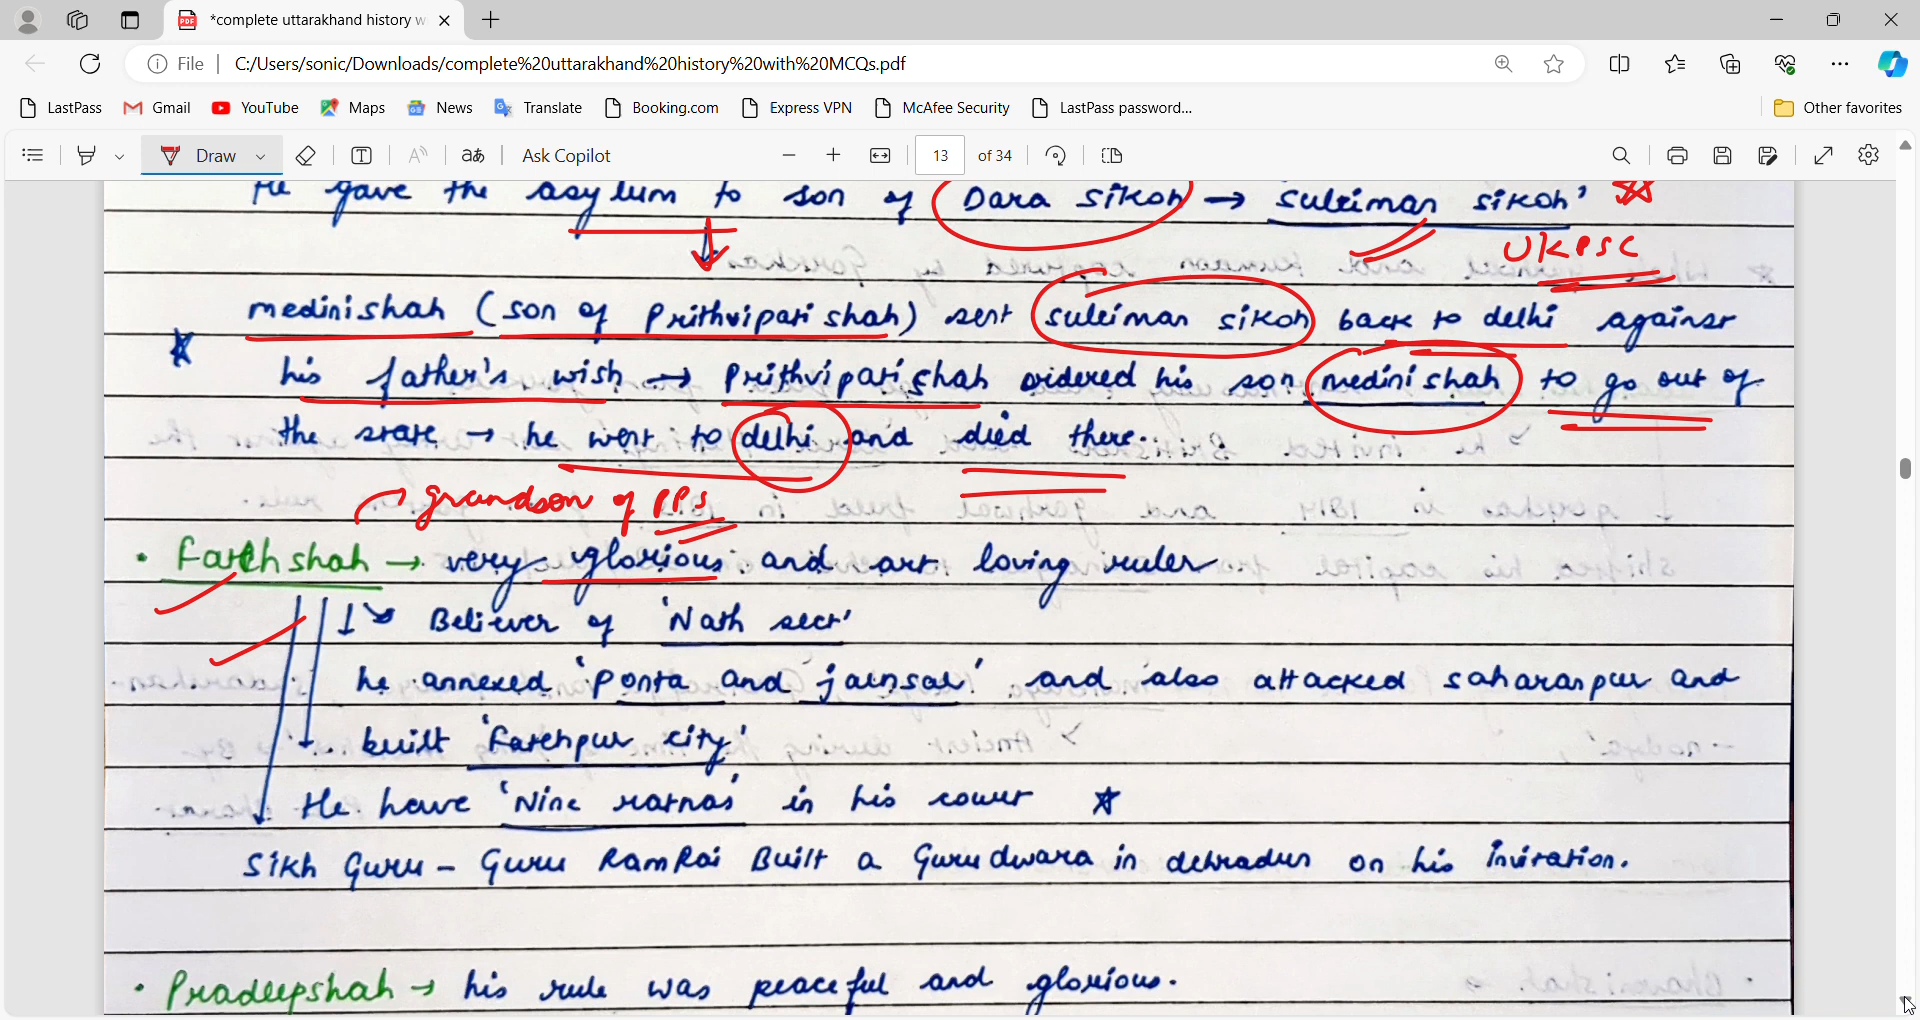 *complete uttarakhand history w
File
C:/Users/sonic/Downloads/complete%20uttarakhand%20history%20with%20MCQs.pdf
LastPass Gmail YouTube Maps News Translate Booking.com Express VPN McAfee Security LastPass password... Other favorites
Draw Ask Copilot 13 of 34
He gave the asylum to son of Dara Sikoh → Suleiman sikoh'
UKPSC
medinishah (son of Prithvipati shah) sent suleiman sikoh back to delhi against
his father's wish → Prithvipati shah ordered his son medini shah to go out of
the state → he went to delhi and died there.
→ grandson of PPS
• Fateh shah → very glorious and art loving ruler
↓ ↘ Believer of 'Nath sect'
he annexed 'ponta and jaunsar' and also attacked saharanpur and
built 'Fatehpur city'
He have 'Nine ratnas' in his court
Sikh Guru - Guru Ram Rai Built a Gurudwara in dehradun on his invitation.
• Pradeepshah → his rule was peaceful and glorious.